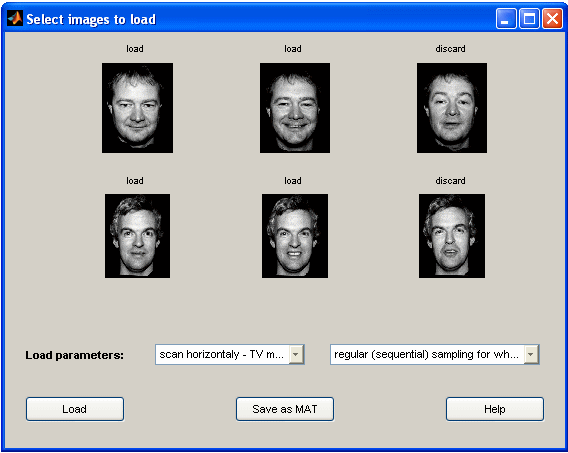 Select images to load
load load discard
load load discard
Load parameters: scan horizontaly - TV m... regular (sequential) sampling for wh...
Load Save as MAT Help